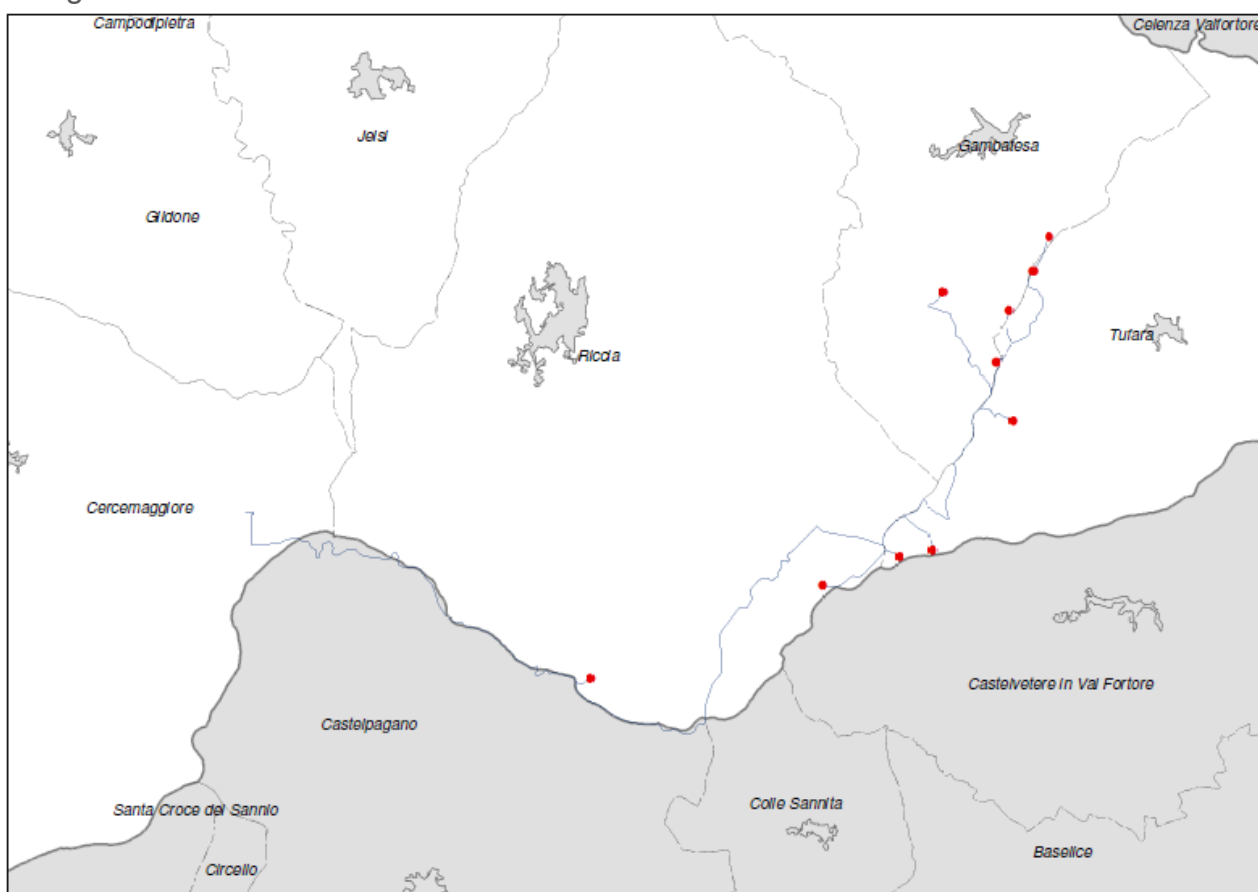 Campodipietra
Celenza Valfortore
Jelsi
Gambatesa
Gildone
Tufara
Riccia
Cercemaggiore
Castelvetere in Val Fortore
Castelpagano
Santa Croce del Sannio
Colle Sannita
Baselice
Circello